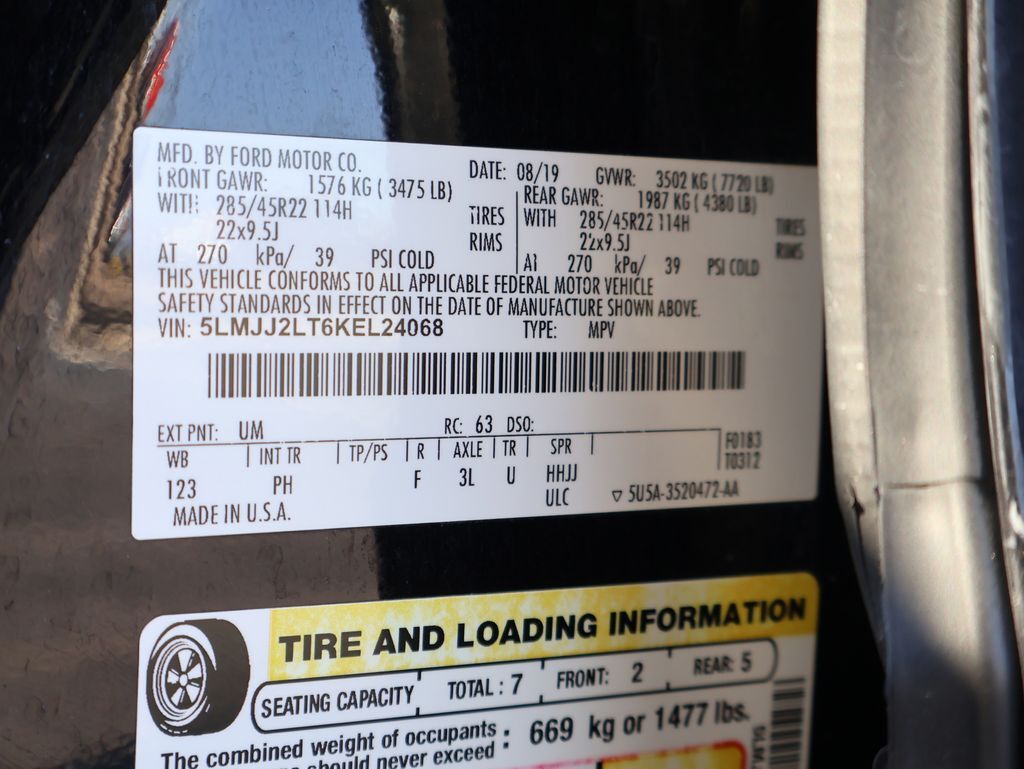 MFD. BY FORD MOTOR CO. DATE: 08/19 GVWR: 3502 KG ( 7720 LB)
FRONT GAWR: 1576 KG ( 3475 LB) REAR GAWR: 1987 KG ( 4380 LB)
WITH 285/45R22 114H TIRES WITH 285/45R22 114H TIRES
22x9.5J RIMS 22x9.5J RIMS
AT 270 kPa/ 39 PSI COLD AT 270 kPa/ 39 PSI COLD
THIS VEHICLE CONFORMS TO ALL APPLICABLE FEDERAL MOTOR VEHICLE
SAFETY STANDARDS IN EFFECT ON THE DATE OF MANUFACTURE SHOWN ABOVE.
VIN: 5LMJJ2LT6KEL24068 TYPE: MPV
EXT PNT: UM RC: 63 DSO:
WB INT TR TP/PS R AXLE TR SPR F0183
T0312
123 PH F 3L U HHJJ
ULC ▽ 5U5A-3520472-AA
MADE IN U.S.A.
TIRE AND LOADING INFORMATION
SEATING CAPACITY TOTAL : 7 FRONT: 2 REAR: 5
The combined weight of occupants : 669 kg or 1477 lbs.
should never exceed